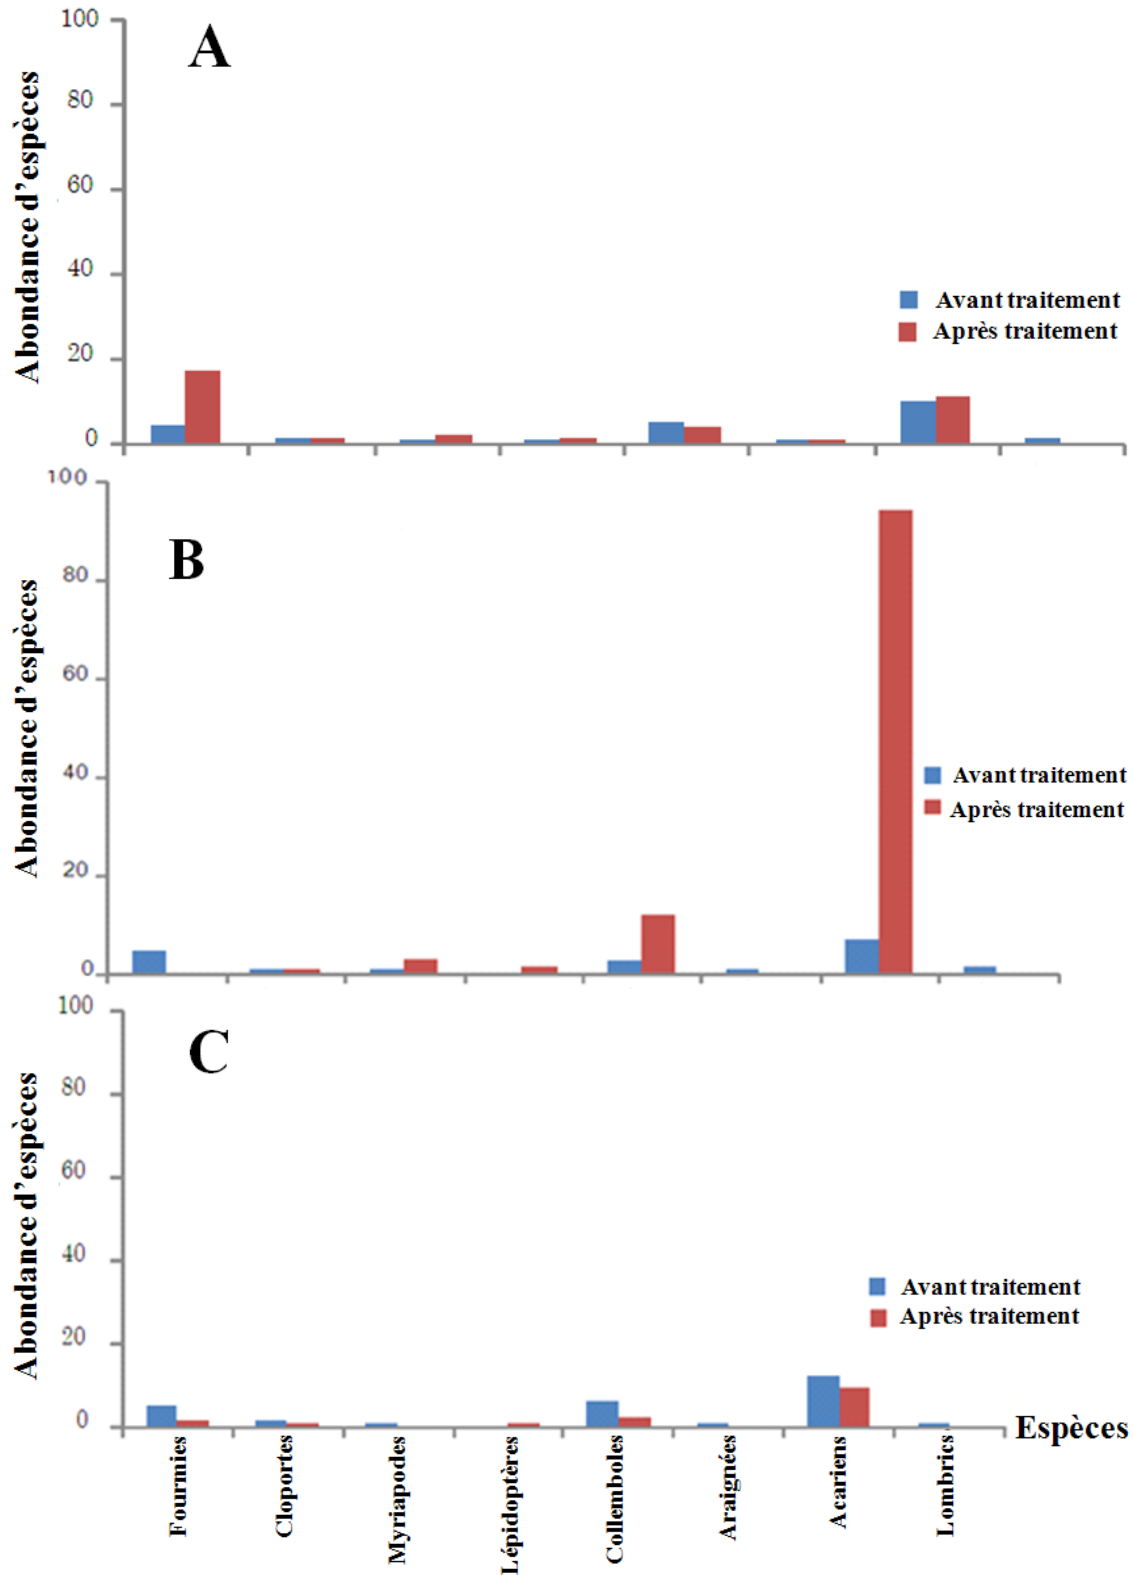 A
Abondance d'espèces
100
80
60
40
20
0
Avant traitement
Après traitement
B
Abondance d'espèces
100
80
60
40
20
0
Avant traitement
Après traitement
C
Abondance d'espèces
100
80
60
40
20
0
Avant traitement
Après traitement
Espèces
Fourmies
Cloportes
Myriapodes
Lépidoptères
Collemboles
Araignées
Acariens
Lombrics